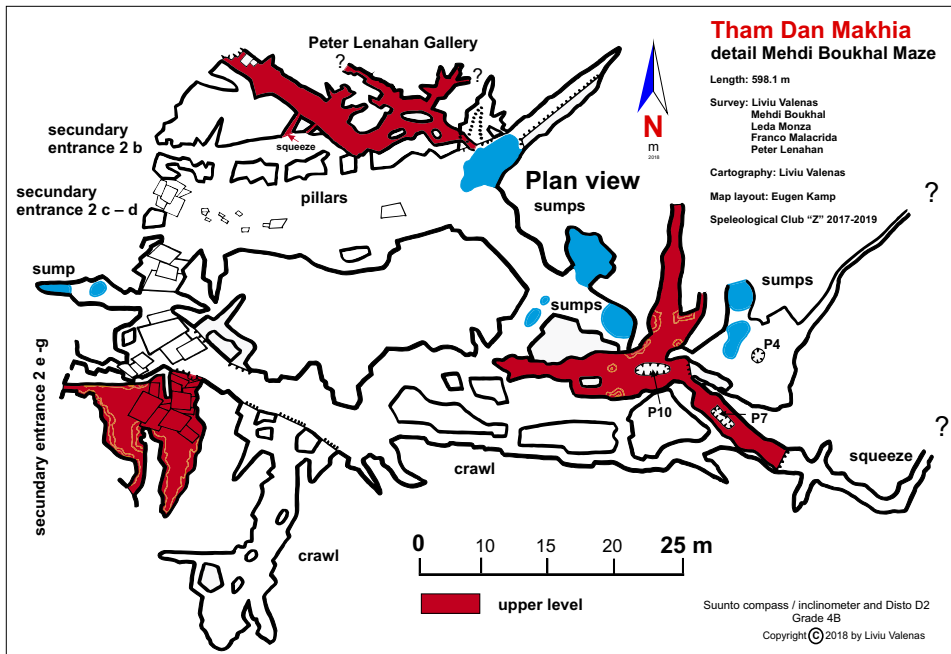 Tham Dan Makhia
detail Mehdi Boukhal Maze
Length: 598.1 m
Survey: Liviu Valenas
Mehdi Boukhal
Leda Monza
Franco Malacrida
Peter Lenahan
Cartography: Liviu Valenas
Map layout: Eugen Kamp
Speleological Club "Z" 2017-2019
N
m
2018
Peter Lenahan Gallery
?
?
secundary
entrance 2 b
squeeze
secundary
entrance 2 c – d
pillars
Plan view
sumps
?
sump
sumps
sumps
P4
P10
P7
?
secundary entrance 2 e -g
crawl
squeeze
crawl
0
10
15
20
25 m
upper level
Suunto compass / inclinometer and Disto D2
Grade 4B
Copyright © 2018 by Liviu Valenas